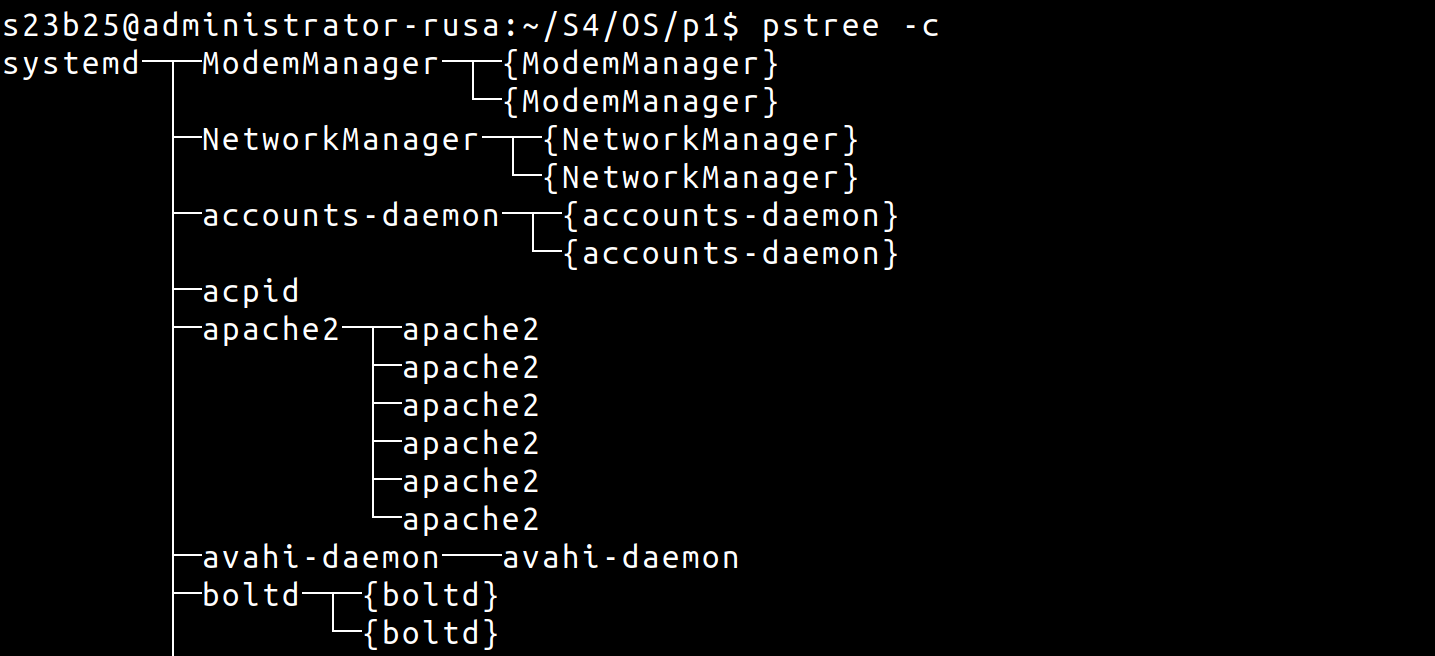 s23b25@administrator-rusa:~/S4/OS/p1$ pstree -c
systemd─┬─ModemManager─┬─{ModemManager}
        │              └─{ModemManager}
        ├─NetworkManager─┬─{NetworkManager}
        │                └─{NetworkManager}
        ├─accounts-daemon─┬─{accounts-daemon}
        │                 └─{accounts-daemon}
        ├─acpid
        ├─apache2─┬─apache2
        │         ├─apache2
        │         ├─apache2
        │         ├─apache2
        │         ├─apache2
        │         └─apache2
        ├─avahi-daemon───avahi-daemon
        ├─boltd─┬─{boltd}
        │       └─{boltd}